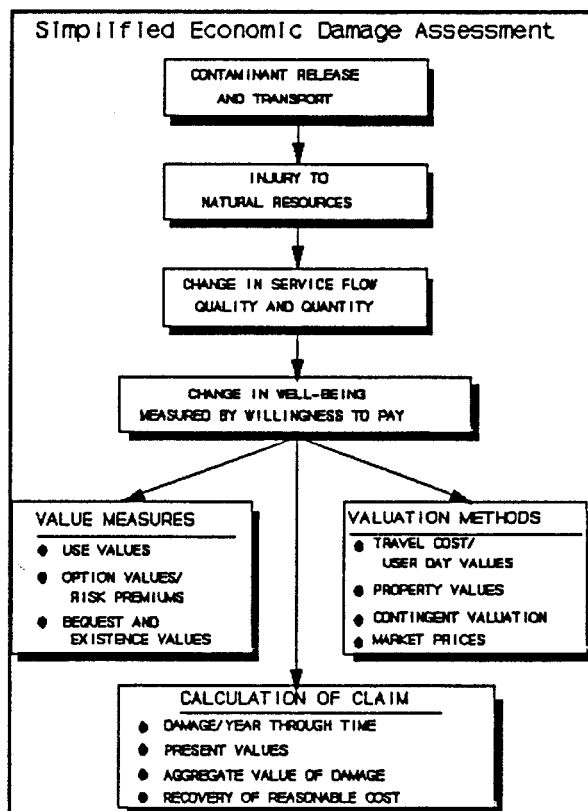 Simplified Economic Damage Assessment
CONTAMINANT RELEASE
AND TRANSPORT
INJURY TO
NATURAL RESOURCES
CHANGE IN SERVICE FLOW
QUALITY AND QUANTITY
CHANGE IN WELL-BEING
MEASURED BY WILLINGNESS TO PAY
VALUE MEASURES
● USE VALUES
● OPTION VALUES/
RISK PREMIUMS
● BEQUEST AND
EXISTENCE VALUES
VALUATION METHODS
● TRAVEL COST/
USER DAY VALUES
● PROPERTY VALUES
● CONTINGENT VALUATION
● MARKET PRICES
CALCULATION OF CLAIM
● DAMAGE/YEAR THROUGH TIME
● PRESENT VALUES
● AGGREGATE VALUE OF DAMAGE
● RECOVERY OF REASONABLE COST